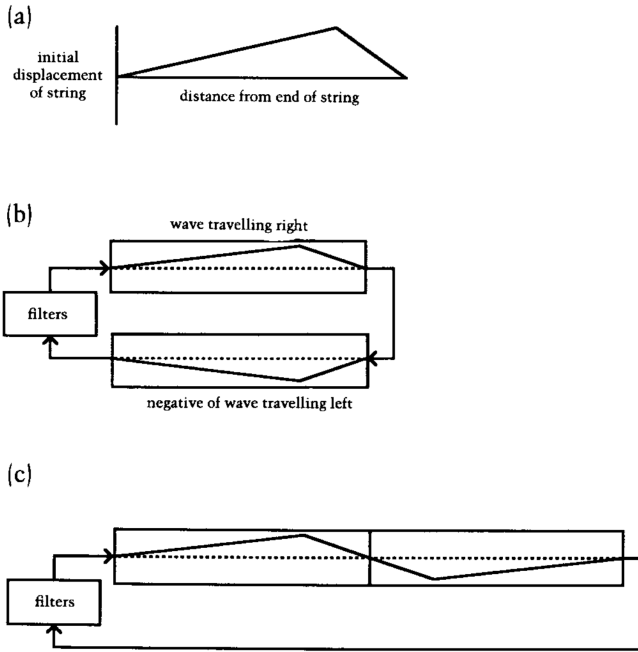 (a)
initial
displacement
of string
distance from end of string
(b)
wave travelling right
filters
negative of wave travelling left
(c)
filters